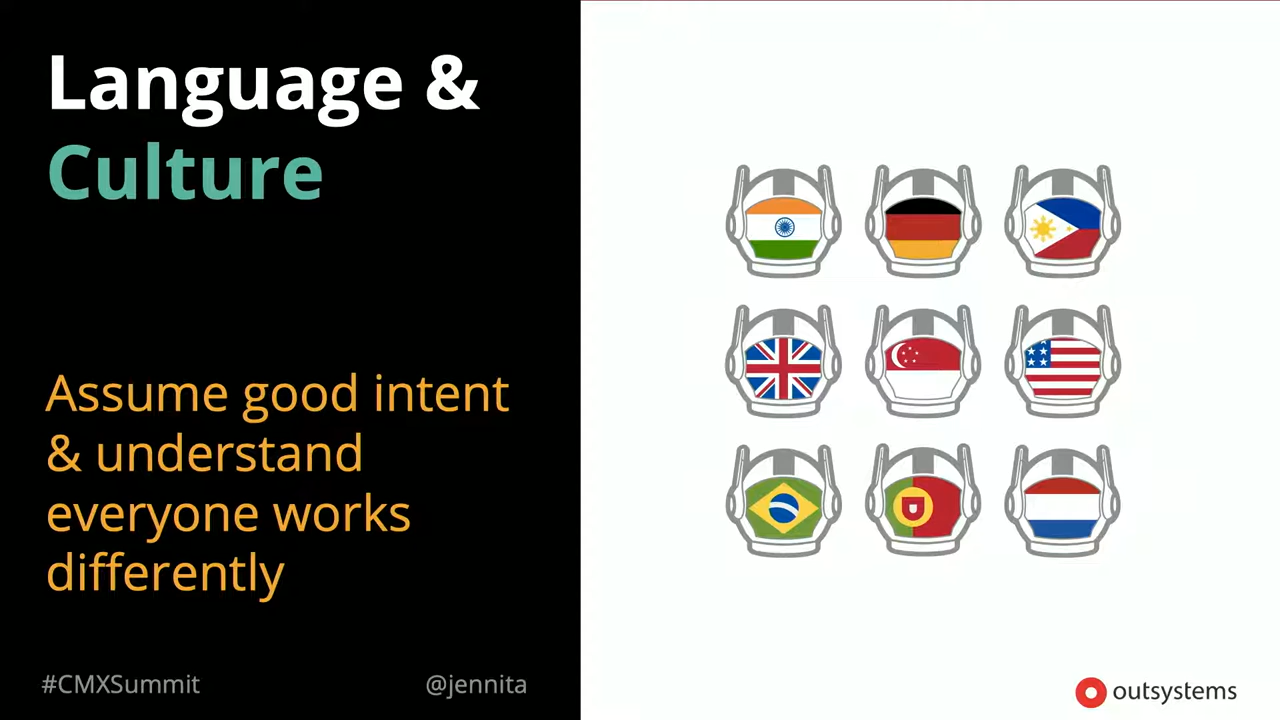 Language &
Culture
Assume good intent
& understand
everyone works
differently
#CMXSummit
@jennita
outsystems